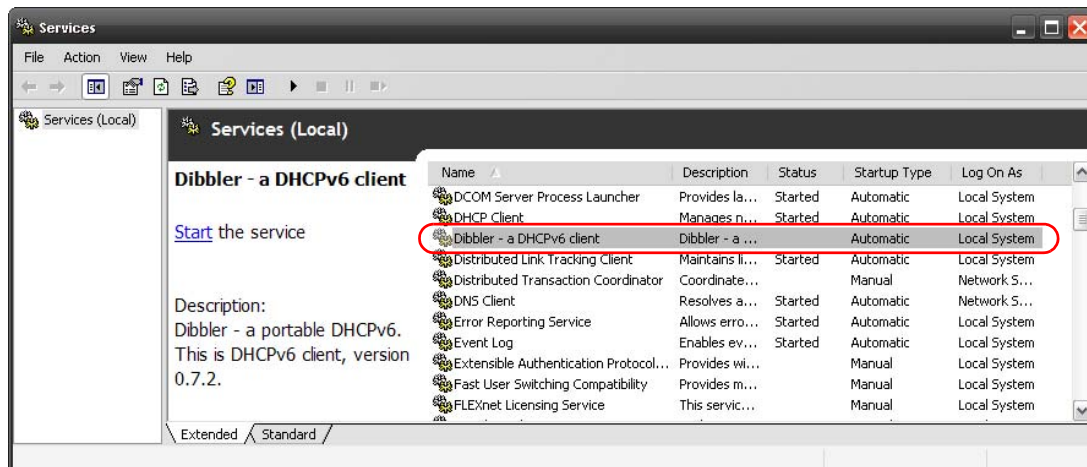 Services
File Action View Help
Services (Local)
Services (Local)
Dibbler - a DHCPv6 client
Start the service
Description:
Dibbler - a portable DHCPv6.
This is DHCPv6 client, version
0.7.2.
Name Description Status Startup Type Log On As
DCOM Server Process Launcher Provides la... Started Automatic Local System
DHCP Client Manages n... Started Automatic Local System
Dibbler - a DHCPv6 client Dibbler - a ... Automatic Local System
Distributed Link Tracking Client Maintains li... Started Automatic Local System
Distributed Transaction Coordinator Coordinate... Manual Network S...
DNS Client Resolves a... Started Automatic Network S...
Error Reporting Service Allows erro... Started Automatic Local System
Event Log Enables ev... Started Automatic Local System
Extensible Authentication Protocol... Provides wi... Manual Local System
Fast User Switching Compatibility Provides m... Manual Local System
FLEXnet Licensing Service This servic... Manual Local System
Extended Standard